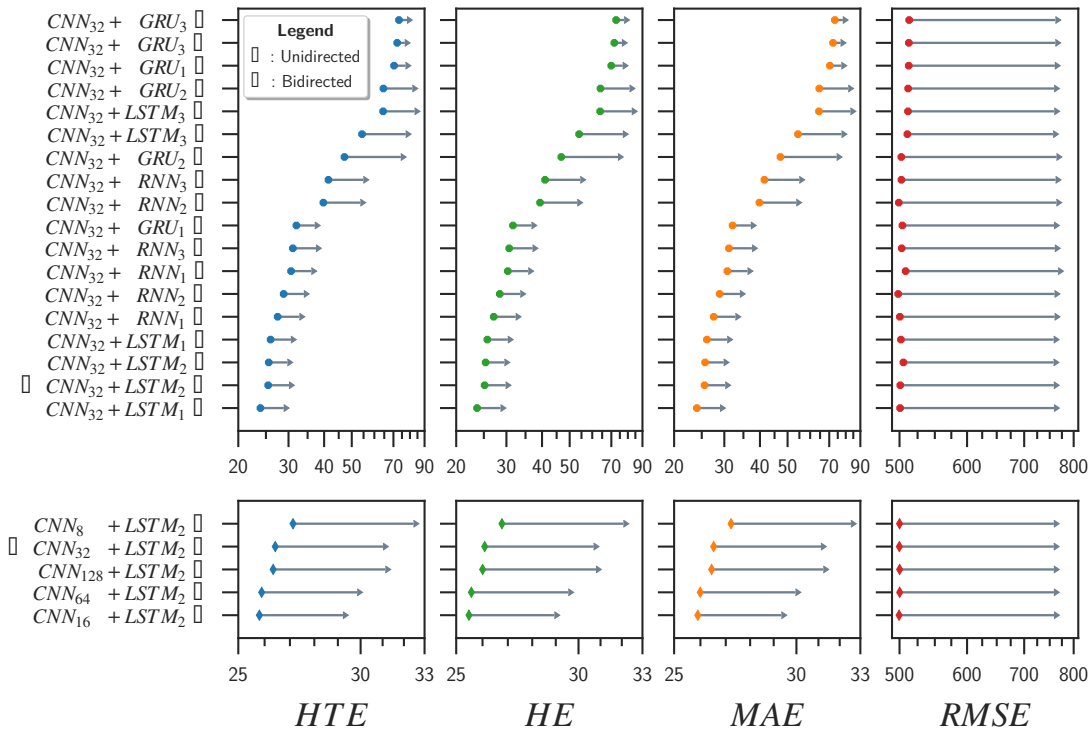 CNN32 + GRU3 ▯
CNN32 + GRU3 ▯
CNN32 + GRU1 ▯
CNN32 + GRU2 ▯
CNN32 + LSTM3 ▯
CNN32 + LSTM3 ▯
CNN32 + GRU2 ▯
CNN32 + RNN3 ▯
CNN32 + RNN2 ▯
CNN32 + GRU1 ▯
CNN32 + RNN3 ▯
CNN32 + RNN1 ▯
CNN32 + RNN2 ▯
CNN32 + RNN1 ▯
CNN32 + LSTM1 ▯
CNN32 + LSTM2 ▯
▯ CNN32 + LSTM2 ▯
CNN32 + LSTM1 ▯
Legend
▯ : Unidirected
▯ : Bidirected
20 30 40 50 70 90
20 30 40 50 70 90
20 30 40 50 70 90
500 600 700 800
CNN8 + LSTM2 ▯
▯ CNN32 + LSTM2 ▯
CNN128 + LSTM2 ▯
CNN64 + LSTM2 ▯
CNN16 + LSTM2 ▯
25 30 33
25 30 33
25 30 33
500 600 700 800
HTE HE MAE RMSE